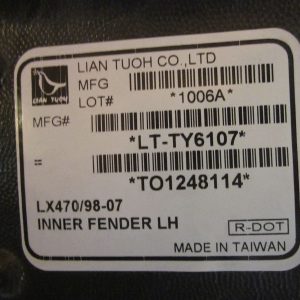 LIAN TUOH CO.,LTD
LIAN TUOH
MFG
LOT# *1006A*
MFG# *LT-TY6107*
= *TO1248114*
LX470/98-07
INNER FENDER LH
R-DOT
MADE IN TAIWAN